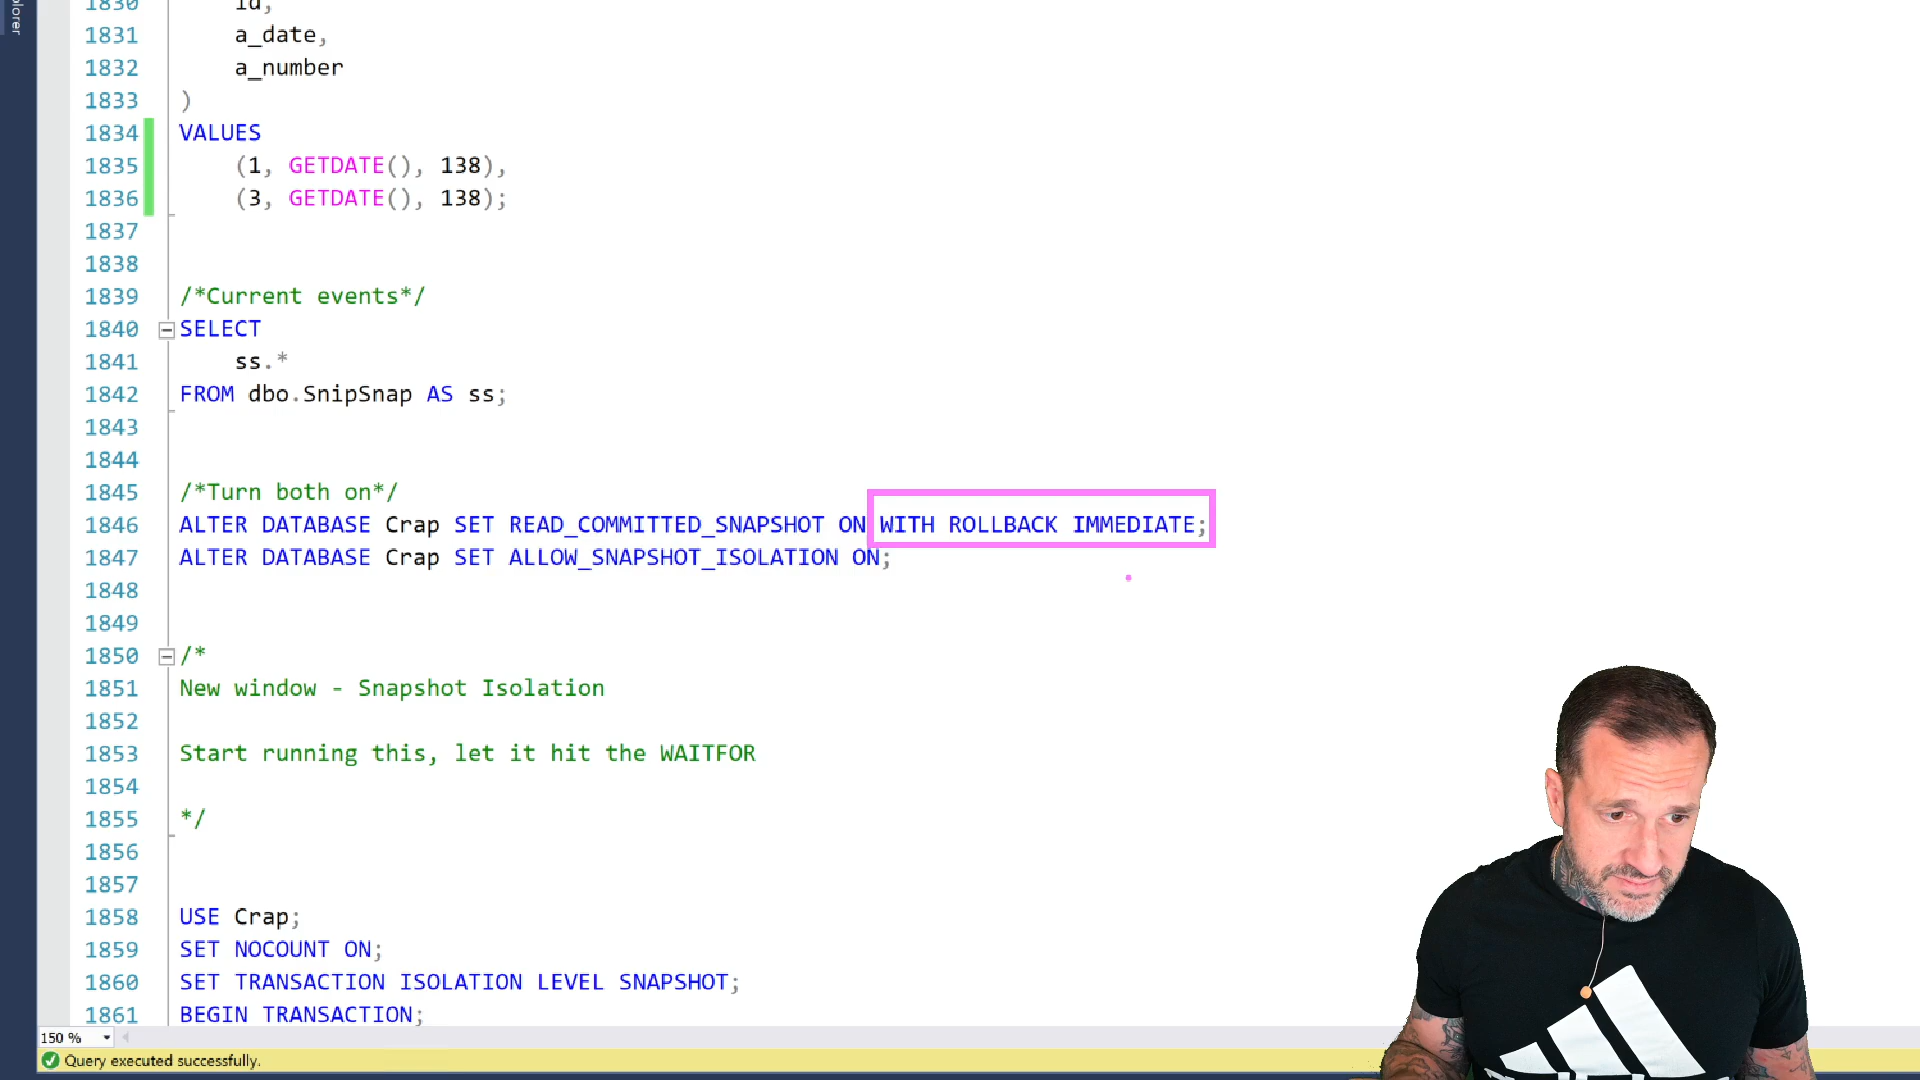 plorer
1830 id,
1831 a_date,
1832 a_number
1833 )
1834 VALUES
1835 (1, GETDATE(), 138),
1836 (3, GETDATE(), 138);
1837
1838
1839 /*Current events*/
1840 SELECT
1841 ss.*
1842 FROM dbo.SnipSnap AS ss;
1843
1844
1845 /*Turn both on*/
1846 ALTER DATABASE Crap SET READ_COMMITTED_SNAPSHOT ON WITH ROLLBACK IMMEDIATE;
1847 ALTER DATABASE Crap SET ALLOW_SNAPSHOT_ISOLATION ON;
1848
1849
1850 /*
1851 New window - Snapshot Isolation
1852
1853 Start running this, let it hit the WAITFOR
1854
1855 */
1856
1857
1858 USE Crap;
1859 SET NOCOUNT ON;
1860 SET TRANSACTION ISOLATION LEVEL SNAPSHOT;
1861 BEGIN TRANSACTION;
150 %
Query executed successfully.